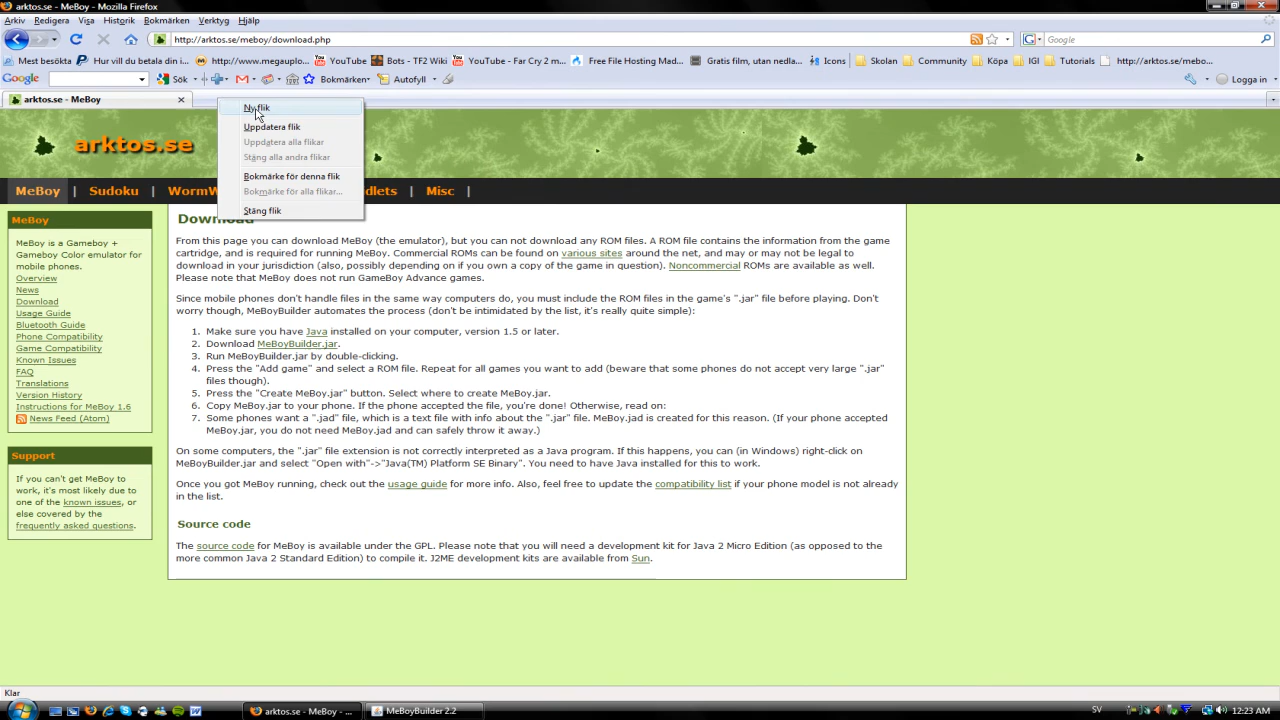 arktos.se - MeBoy - Mozilla Firefox
Arkiv Redigera Visa Historik Bokmärken Verktyg Hjälp
http://arktos.se/meboy/download.php Google
Mest besökta Hur vill du betala din i... http://www.megauplo... YouTube Bots - TF2 Wiki YouTube - Far Cry 2 m... Free File Hosting Mad... Gratis film, utan nedla... Icons Skolan Community Köpa IGI Tutorials http://arktos.se/mebo...
Google Sök Bokmärken Autofyll Logga in
arktos.se - MeBoy
Ny flik
Uppdatera flik
Uppdatera alla flikar
Stäng alla andra flikar
Bokmärke för denna flik
Bokmärke för alla flikar...
Stäng flik
arktos.se
MeBoy | Sudoku | WormW dlets | Misc |
MeBoy
MeBoy is a Gameboy +
Gameboy Color emulator for
mobile phones.
Overview
News
Download
Usage Guide
Bluetooth Guide
Phone Compatibility
Game Compatibility
Known Issues
FAQ
Translations
Version History
Instructions for MeBoy 1.6
News Feed (Atom)
Support
If you can't get MeBoy to
work, it's most likely due to
one of the known issues, or
else covered by the
frequently asked questions.
Download
From this page you can download MeBoy (the emulator), but you can not download any ROM files. A ROM file contains the information from the game
cartridge, and is required for running MeBoy. Commercial ROMs can be found on various sites around the net, and may or may not be legal to
download in your jurisdiction (also, possibly depending on if you own a copy of the game in question). Noncommercial ROMs are available as well.
Please note that MeBoy does not run GameBoy Advance games.
Since mobile phones don't handle files in the same way computers do, you must include the ROM files in the game's ".jar" file before playing. Don't
worry though, MeBoyBuilder automates the process (don't be intimidated by the list, it's really quite simple):
1. Make sure you have Java installed on your computer, version 1.5 or later.
2. Download MeBoyBuilder.jar.
3. Run MeBoyBuilder.jar by double-clicking.
4. Press the "Add game" and select a ROM file. Repeat for all games you want to add (beware that some phones do not accept very large ".jar"
files though).
5. Press the "Create MeBoy.jar" button. Select where to create MeBoy.jar.
6. Copy MeBoy.jar to your phone. If the phone accepted the file, you're done! Otherwise, read on:
7. Some phones want a ".jad" file, which is a text file with info about the ".jar" file. MeBoy.jad is created for this reason. (If your phone accepted
MeBoy.jar, you do not need MeBoy.jad and can safely throw it away.)
On some computers, the ".jar" file extension is not correctly interpreted as a Java program. If this happens, you can (in Windows) right-click on
MeBoyBuilder.jar and select "Open with"->"Java(TM) Platform SE Binary". You need to have Java installed for this to work.
Once you got MeBoy running, check out the usage guide for more info. Also, feel free to update the compatibility list if your phone model is not already
in the list.
Source code
The source code for MeBoy is available under the GPL. Please note that you will need a development kit for Java 2 Micro Edition (as opposed to the
more common Java 2 Standard Edition) to compile it. J2ME development kits are available from Sun.
Klar
arktos.se - MeBoy - ... MeBoyBuilder 2.2 SV 12:23 AM